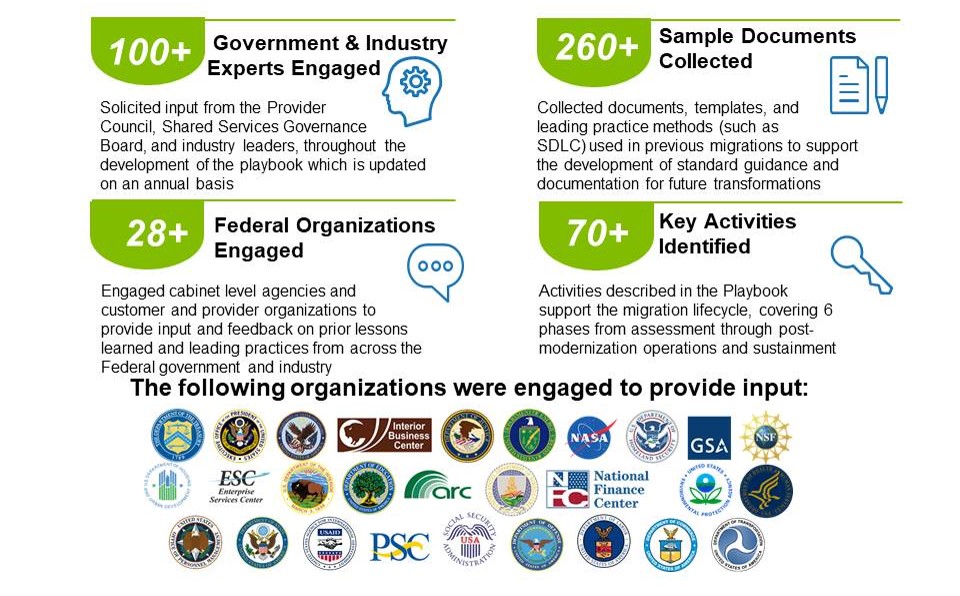 100+
Government & Industry
Experts Engaged
Solicited input from the Provider
Council, Shared Services Governance
Board, and industry leaders, throughout the
development of the playbook which is updated
on an annual basis
260+
Sample Documents
Collected
Collected documents, templates, and
leading practice methods (such as
SDLC) used in previous migrations to support
the development of standard guidance and
documentation for future transformations
28+
Federal Organizations
Engaged
Engaged cabinet level agencies and
customer and provider organizations to
provide input and feedback on prior lessons
learned and leading practices from across the
Federal government and industry
70+
Key Activities
Identified
Activities described in the Playbook
support the migration lifecycle, covering 6
phases from assessment through post-
modernization operations and sustainment
The following organizations were engaged to provide input:
Interior
Business
Center
NASA
GSA
NSF
ESC
Enterprise
Services Center
arc
National
Finance
Center
USAID
PSC
SOCIAL SECURITY
USA
ADMINISTRATION